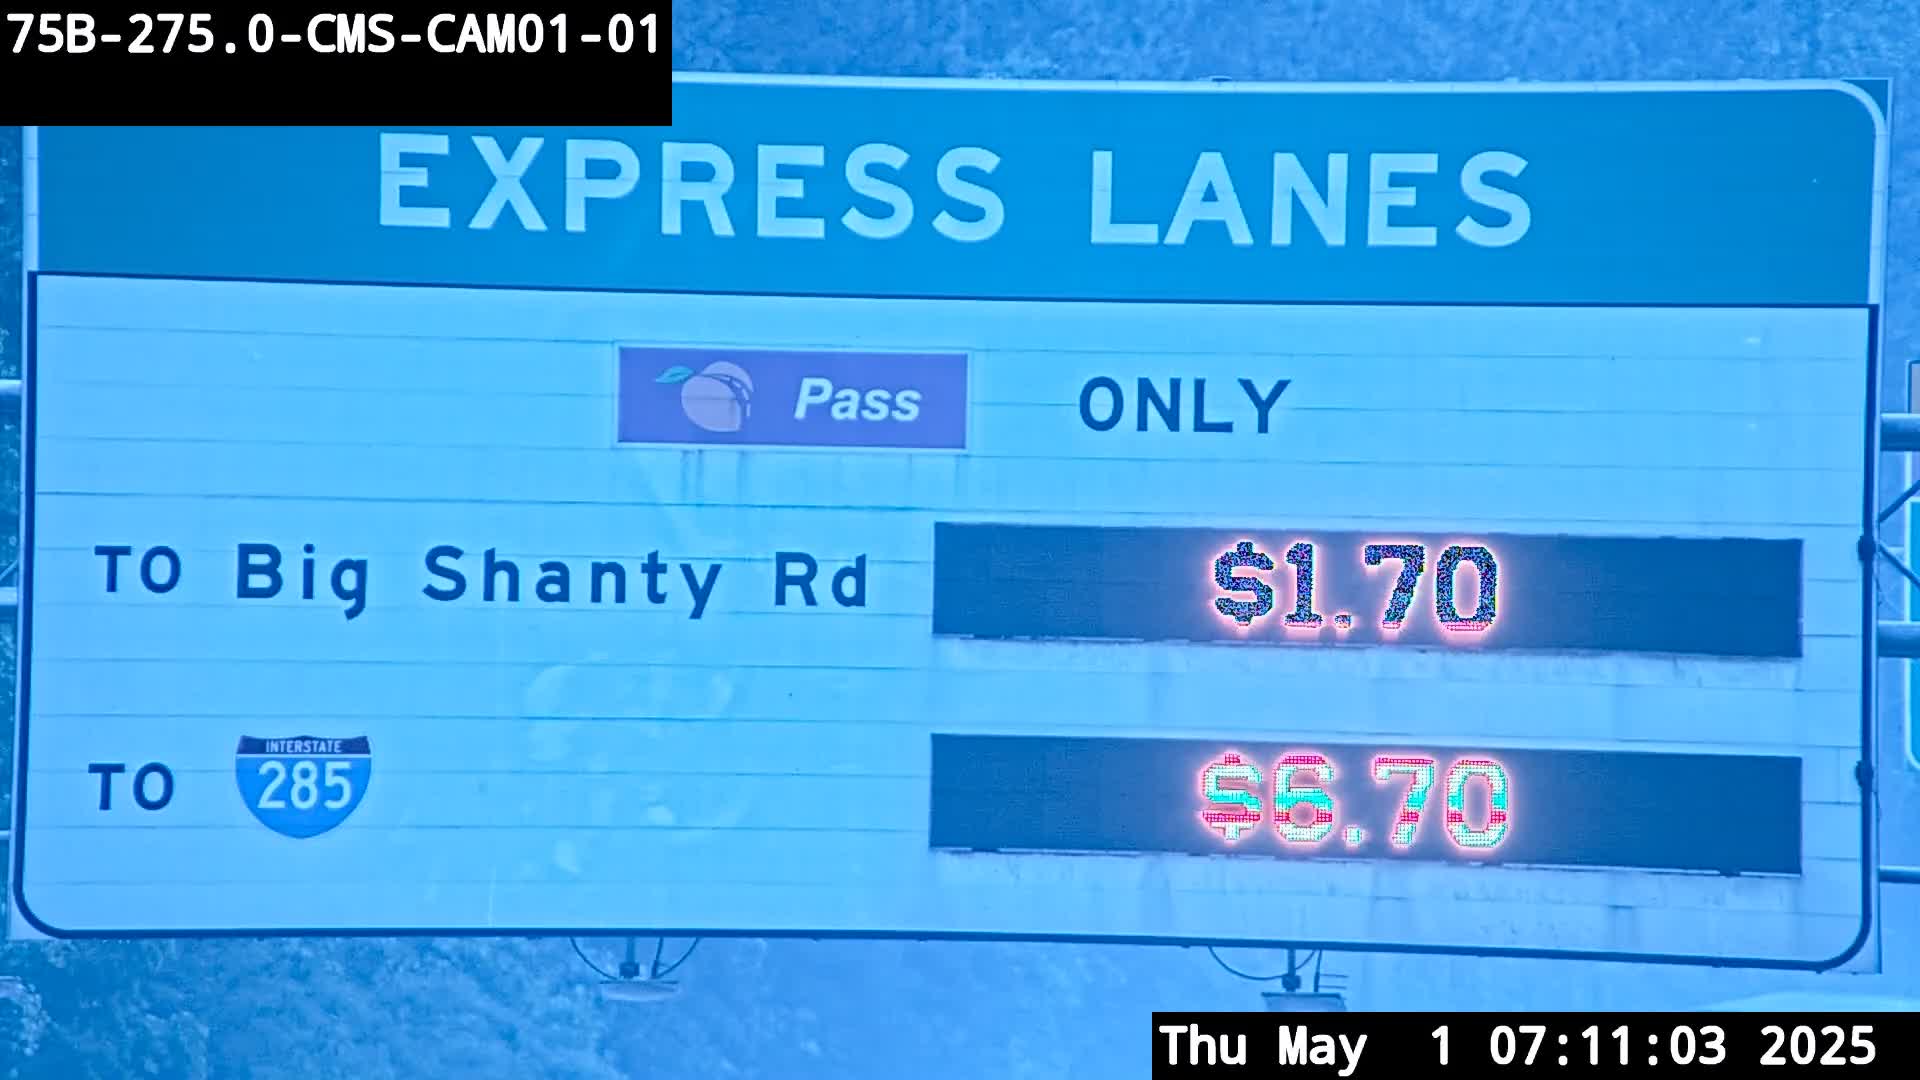 75B-275.0-CMS-CAM01-01
EXPRESS LANES
Pass ONLY
TO Big Shanty Rd $1.70
TO INTERSTATE 285 $6.70
Thu May 1 07:11:03 2025